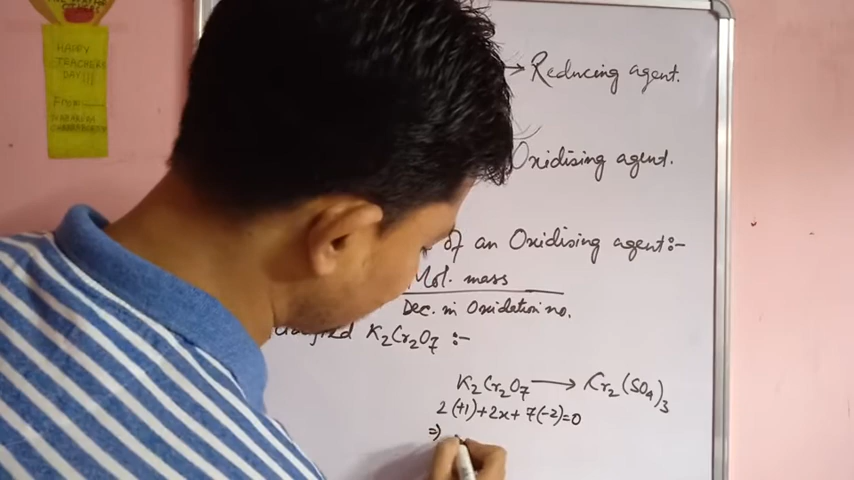 HAPPY
TEACHERS
DAY!!!
FROM
→ Reducing agent.
Oxidising agent.
of an Oxidising agent:-
Mol. mass
Dec. in Oxidation no.
K₂Cr₂O₇ :-
K₂Cr₂O₇ → Cr₂(SO₄)₃
2(+1)+2x+7(-2)=0
⇒